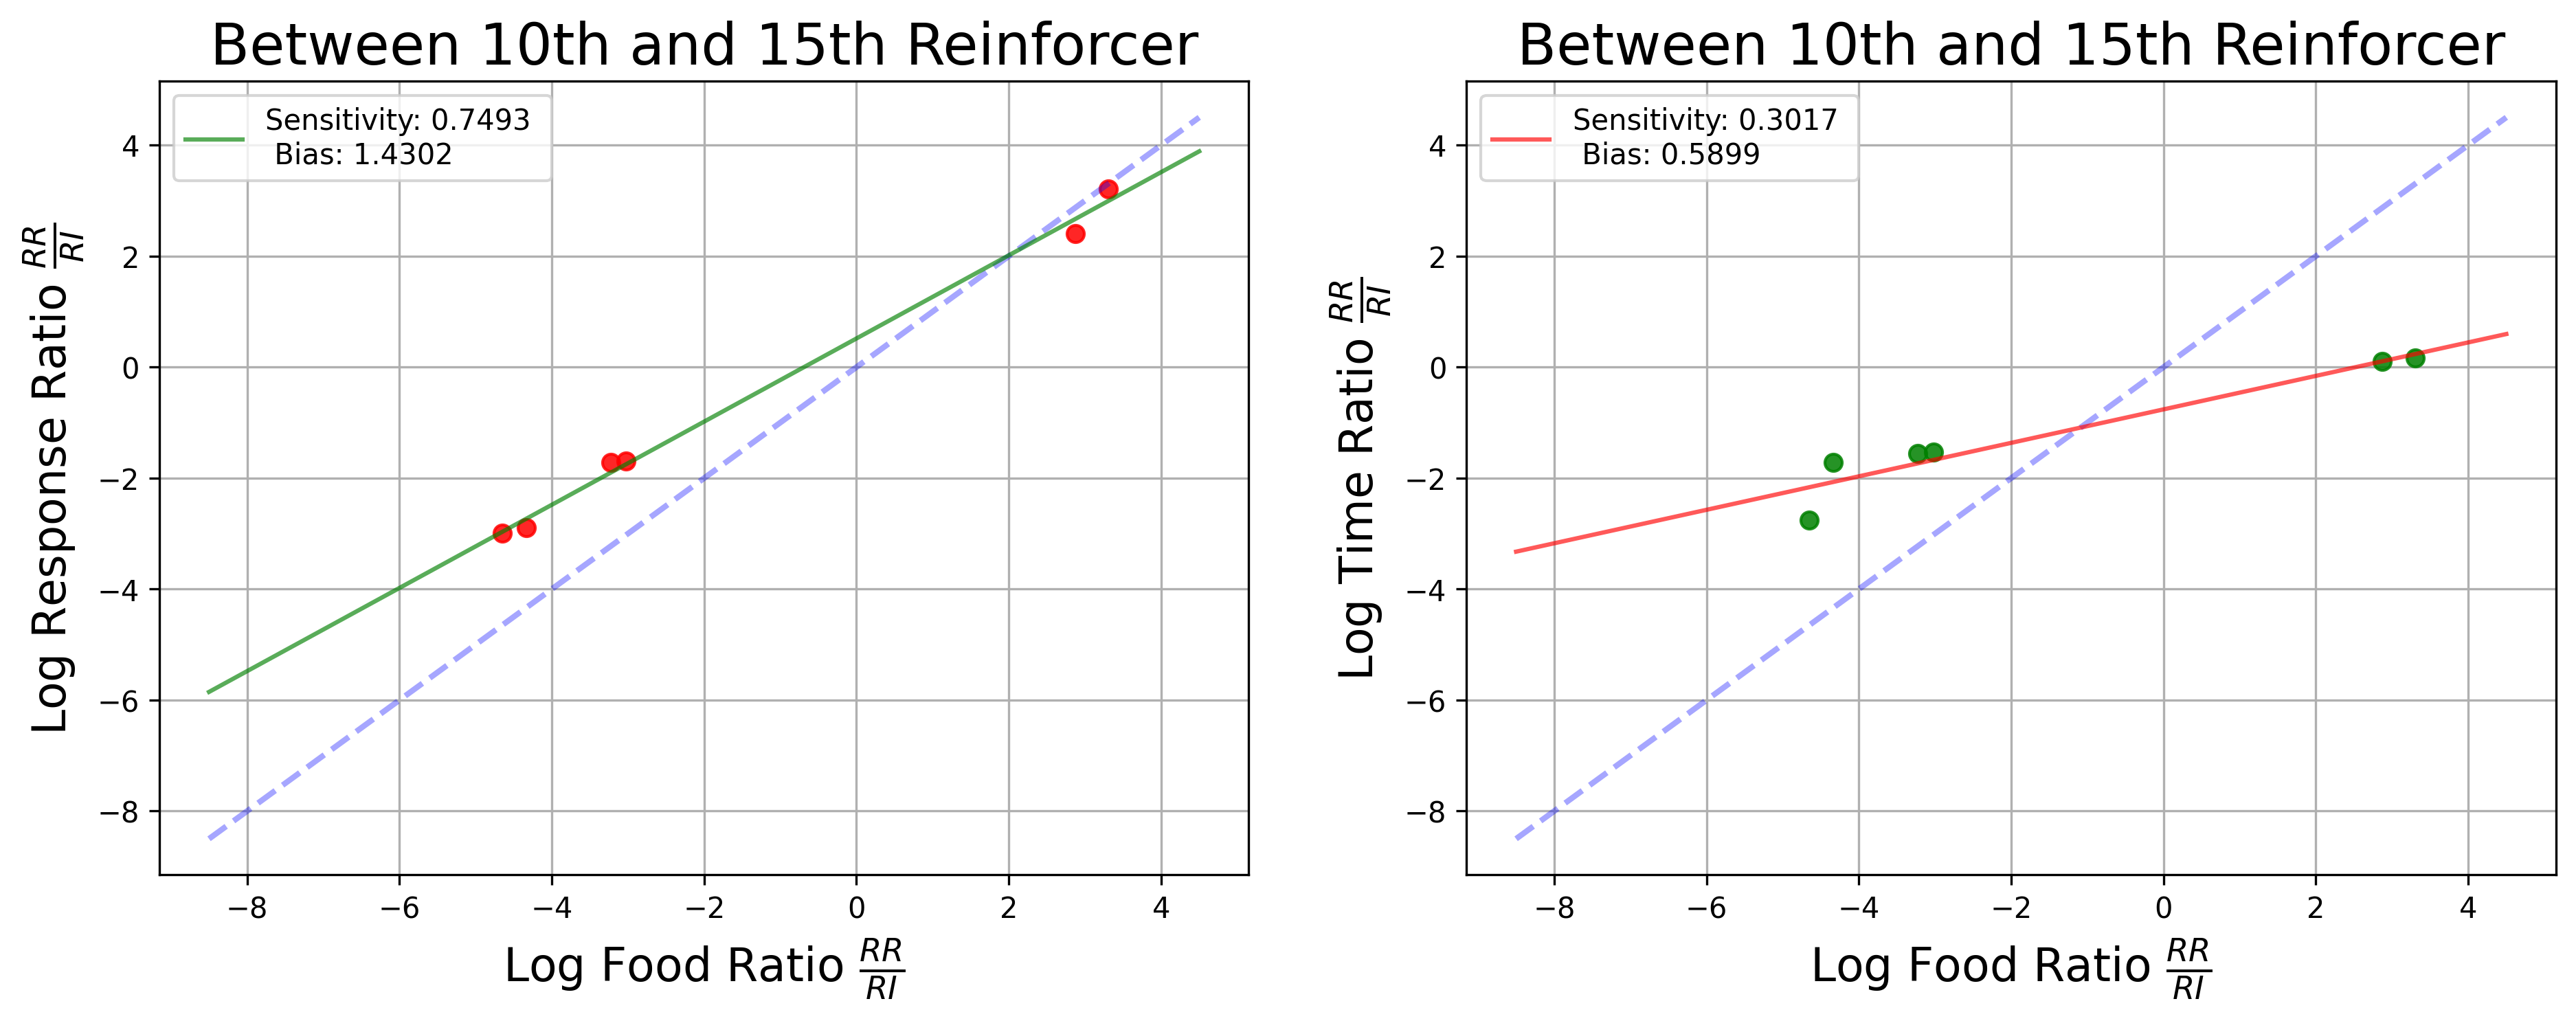 Between 10th and 15th Reinforcer
Sensitivity: 0.7493
Bias: 1.4302
Log Response Ratio RR/RI
4
2
0
−2
−4
−6
−8
−8 −6 −4 −2 0 2 4
Log Food Ratio RR/RI
Between 10th and 15th Reinforcer
Sensitivity: 0.3017
Bias: 0.5899
Log Time Ratio RR/RI
4
2
0
−2
−4
−6
−8
−8 −6 −4 −2 0 2 4
Log Food Ratio RR/RI